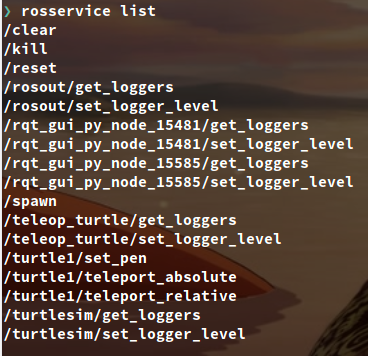 ❯ rosservice list
/clear
/kill
/reset
/rosout/get_loggers
/rosout/set_logger_level
/rqt_gui_py_node_15481/get_loggers
/rqt_gui_py_node_15481/set_logger_level
/rqt_gui_py_node_15585/get_loggers
/rqt_gui_py_node_15585/set_logger_level
/spawn
/teleop_turtle/get_loggers
/teleop_turtle/set_logger_level
/turtle1/set_pen
/turtle1/teleport_absolute
/turtle1/teleport_relative
/turtlesim/get_loggers
/turtlesim/set_logger_level